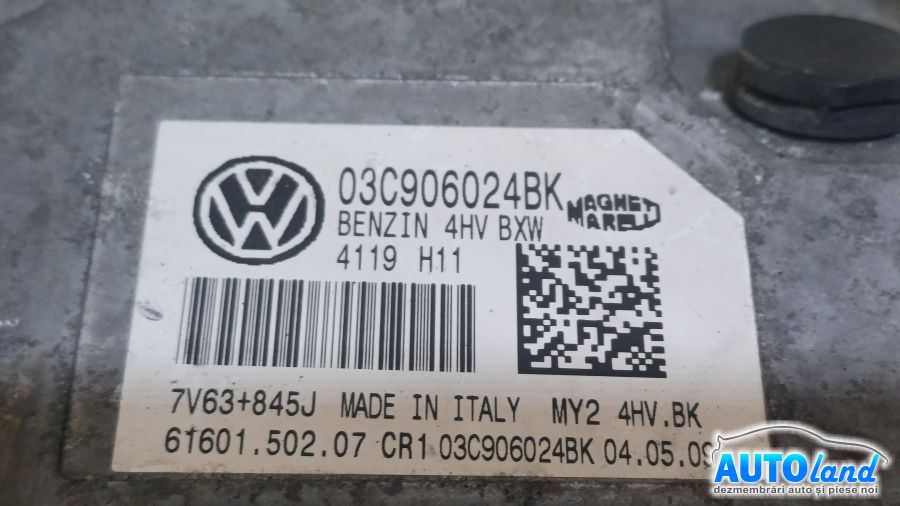 03C906024BK
BENZIN 4HV BXW
MAGNETI MARELLI
4119 H11
7V63+845J MADE IN ITALY MY2 4HV.BK
61601.502.07 CR1 03C906024BK 04.05.09
AUTOland
dezmembrări auto și piese noi